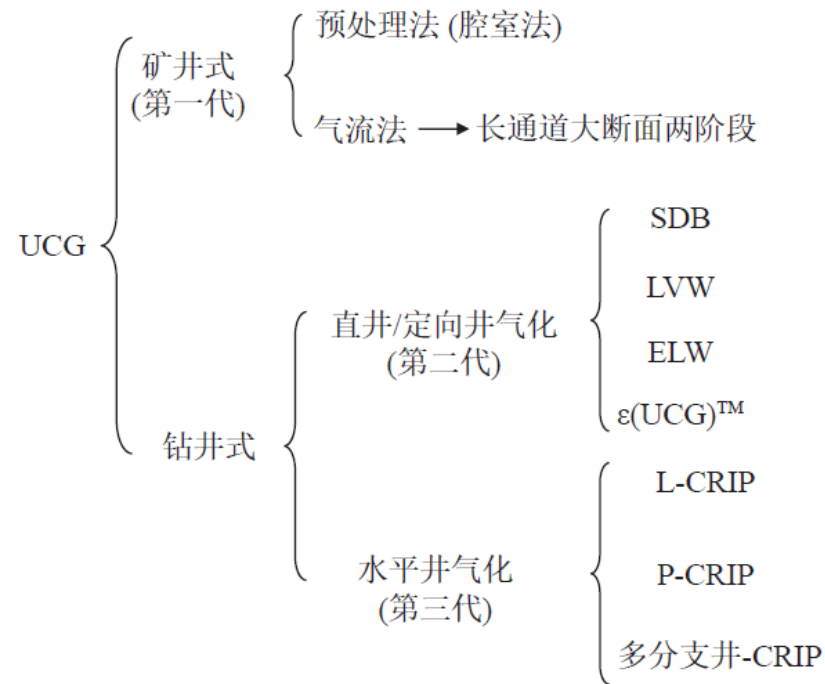 UCG
矿井式
(第一代)
预处理法 (腔室法)
气流法 → 长通道大断面两阶段
钻井式
直井/定向井气化
(第二代)
SDB
LVW
ELW
ε(UCG)™
水平井气化
(第三代)
L-CRIP
P-CRIP
多分支井-CRIP